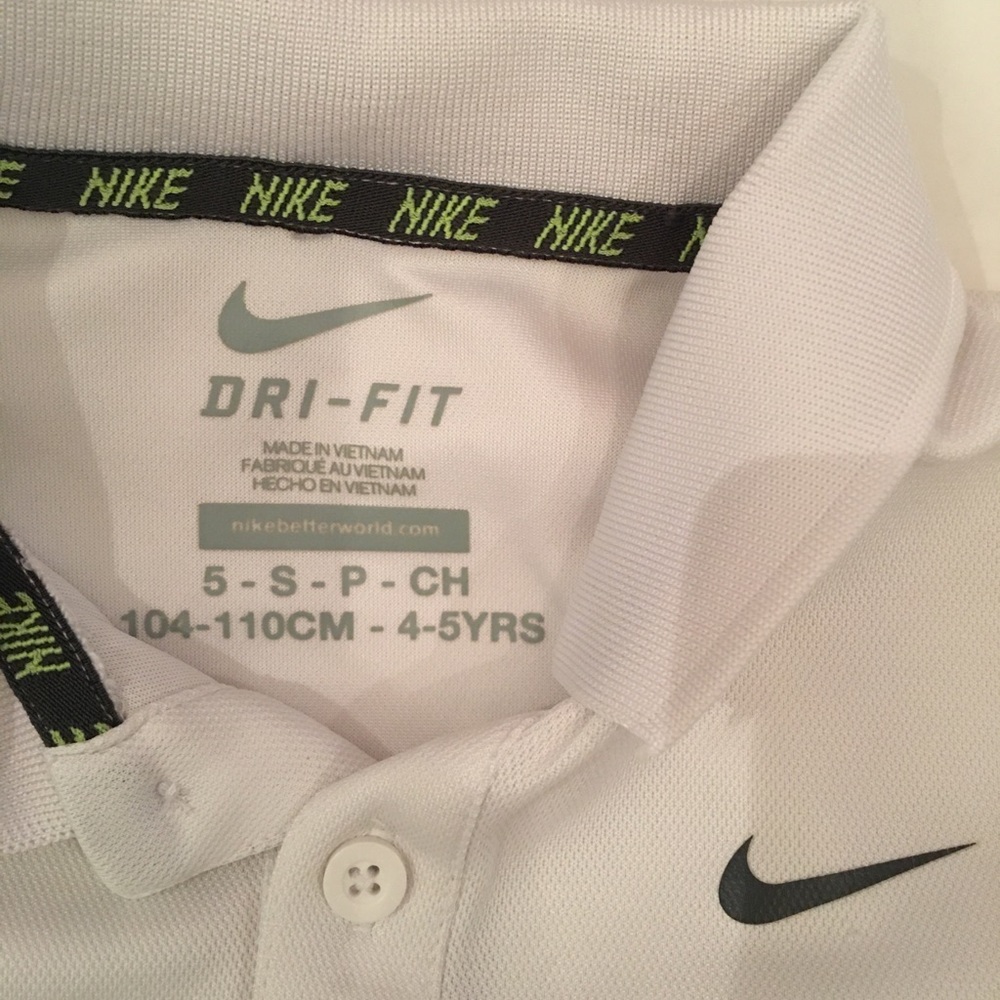 NIKE NIKE NIKE NIKE
DRI-FIT
MADE IN VIETNAM
FABRIQUÉ AU VIETNAM
HECHO EN VIETNAM
nikebetterworld.com
5 - S - P - CH
104-110CM - 4-5YRS
NIKE